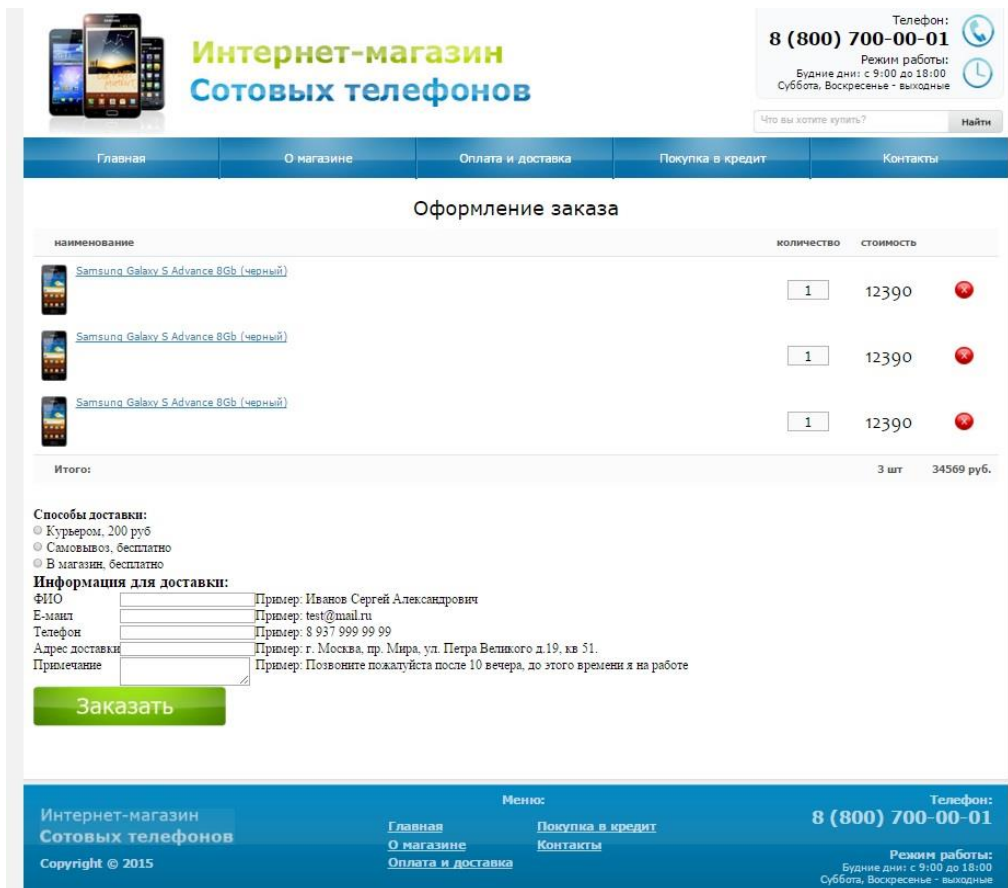 Интернет-магазин
Сотовых телефонов
Телефон:
8 (800) 700-00-01
Режим работы:
Будние дни: с 9:00 до 18:00
Суббота, Воскресенье - выходные
Что вы хотите купить?
Найти
Главная
О магазине
Оплата и доставка
Покупка в кредит
Контакты
Оформление заказа
наименование количество стоимость
Samsung Galaxy S Advance 8Gb (черный)
1 12390
Samsung Galaxy S Advance 8Gb (черный)
1 12390
Samsung Galaxy S Advance 8Gb (черный)
1 12390
Итого: 3 шт 34569 руб.
Способы доставки:
Курьером, 200 руб
Самовывоз, бесплатно
В магазин, бесплатно
Информация для доставки:
ФИО Пример: Иванов Сергей Александрович
Е-маил Пример: test@mail.ru
Телефон Пример: 8 937 999 99 99
Адрес доставки Пример: г. Москва, пр. Мира, ул. Петра Великого д.19, кв 51.
Примечание Пример: Позвоните пожалуйста после 10 вечера, до этого времени я на работе
Заказать
Интернет-магазин
Сотовых телефонов
Copyright © 2015
Меню:
Главная
О магазине
Оплата и доставка
Покупка в кредит
Контакты
Телефон:
8 (800) 700-00-01
Режим работы:
Будние дни: с 9:00 до 18:00
Суббота, Воскресенье - выходные